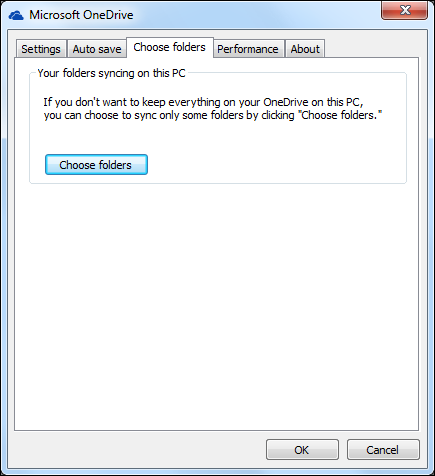 Microsoft OneDrive
Settings Auto save Choose folders Performance About
Your folders syncing on this PC
If you don't want to keep everything on your OneDrive on this PC,
you can choose to sync only some folders by clicking "Choose folders."
Choose folders
OK Cancel